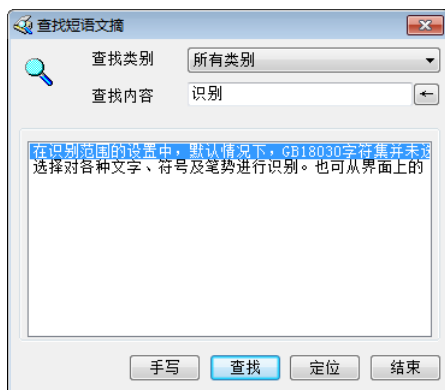 查找短语文摘
查找类别 所有类别
查找内容 识别
在识别范围的设置中，默认情况下，GB18030字符集并未
选择对各种文字、符号及笔势进行识别。也可从界面上的
手写 查找 定位 结束